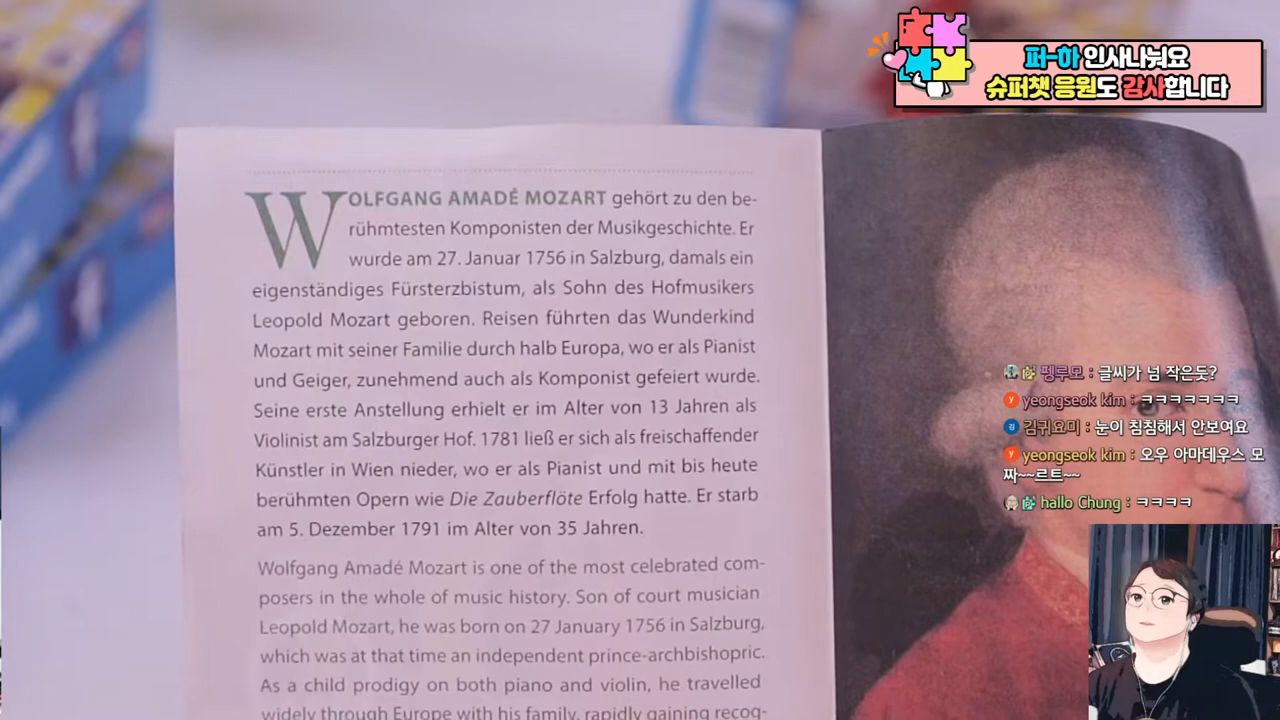 퍼-하 인사나눠요
슈퍼챗 응원도 감사합니다
WOLFGANG AMADÉ MOZART gehört zu den be-
rühmtesten Komponisten der Musikgeschichte. Er
wurde am 27. Januar 1756 in Salzburg, damals ein
eigenständiges Fürsterzbistum, als Sohn des Hofmusikers
Leopold Mozart geboren. Reisen führten das Wunderkind
Mozart mit seiner Familie durch halb Europa, wo er als Pianist
und Geiger, zunehmend auch als Komponist gefeiert wurde.
Seine erste Anstellung erhielt er im Alter von 13 Jahren als
Violinist am Salzburger Hof. 1781 ließ er sich als freischaffender
Künstler in Wien nieder, wo er als Pianist und mit bis heute
berühmten Opern wie Die Zauberflöte Erfolg hatte. Er starb
am 5. Dezember 1791 im Alter von 35 Jahren.
Wolfgang Amadé Mozart is one of the most celebrated com-
posers in the whole of music history. Son of court musician
Leopold Mozart, he was born on 27 January 1756 in Salzburg,
which was at that time an independent prince-archbishopric.
As a child prodigy on both piano and violin, he travelled
widely through Europe with his family, rapidly gaining recog-
펭루모 : 글씨가 넘 작은듯?
yeongseok kim : ㅋㅋㅋㅋㅋㅋㅋ
김귀요미 : 눈이 침침해서 안보여요
yeongseok kim : 오우 아마데우스 모
짜~~르트~~
hallo Chung : ㅋㅋㅋㅋ